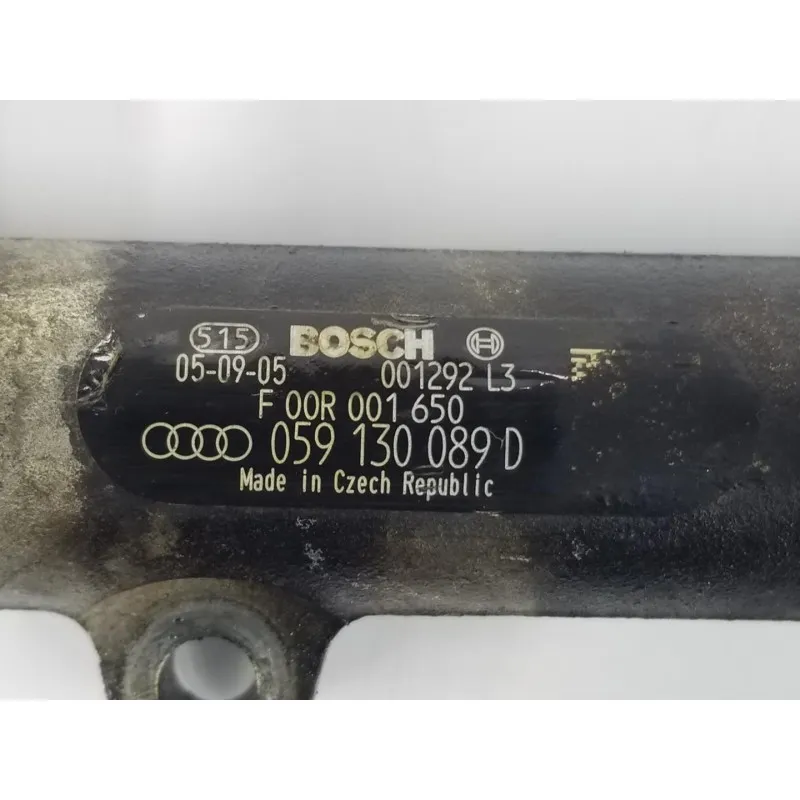 515 BOSCH
05-09-05 001292 L3
F 00R 001 650
059 130 089 D
Made in Czech Republic